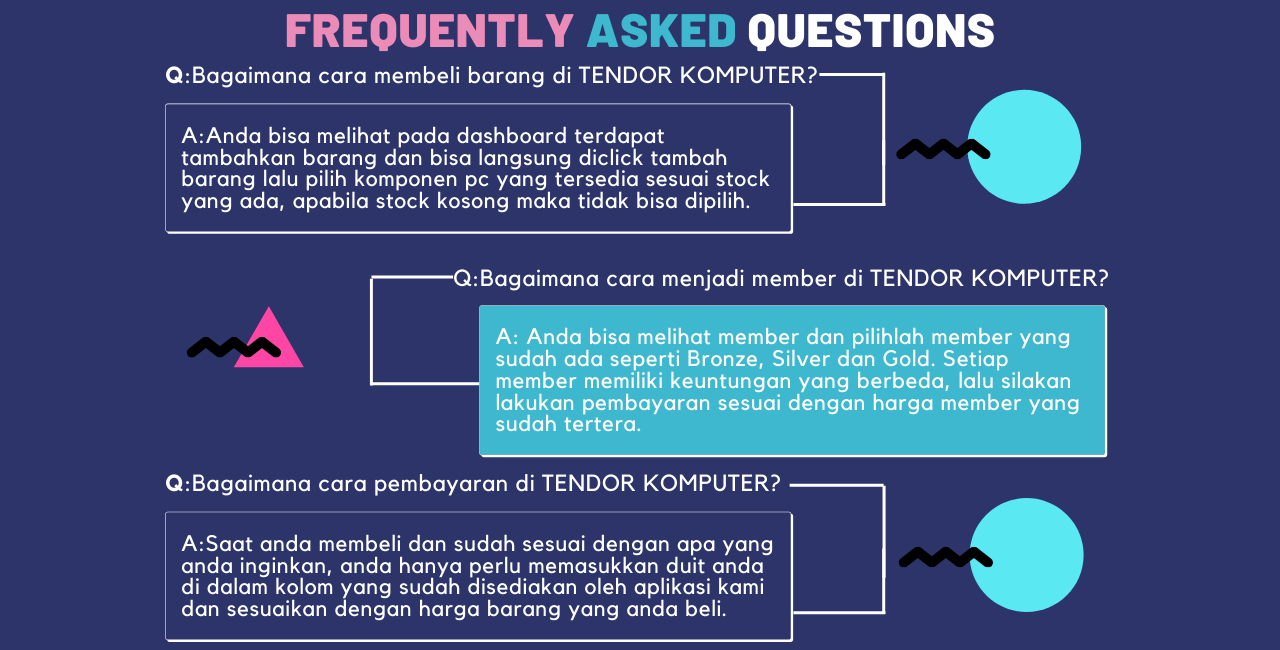 FREQUENTLY ASKED QUESTIONS
Q:Bagaimana cara membeli barang di TENDOR KOMPUTER?
A:Anda bisa melihat pada dashboard terdapat
tambahkan barang dan bisa langsung diclick tambah
barang lalu pilih komponen pc yang tersedia sesuai stock
yang ada, apabila stock kosong maka tidak bisa dipilih.
Q:Bagaimana cara menjadi member di TENDOR KOMPUTER?
A: Anda bisa melihat member dan pilihlah member yang
sudah ada seperti Bronze, Silver dan Gold. Setiap
member memiliki keuntungan yang berbeda, lalu silakan
lakukan pembayaran sesuai dengan harga member yang
sudah tertera.
Q:Bagaimana cara pembayaran di TENDOR KOMPUTER?
A:Saat anda membeli dan sudah sesuai dengan apa yang
anda inginkan, anda hanya perlu memasukkan duit anda
di dalam kolom yang sudah disediakan oleh aplikasi kami
dan sesuaikan dengan harga barang yang anda beli.